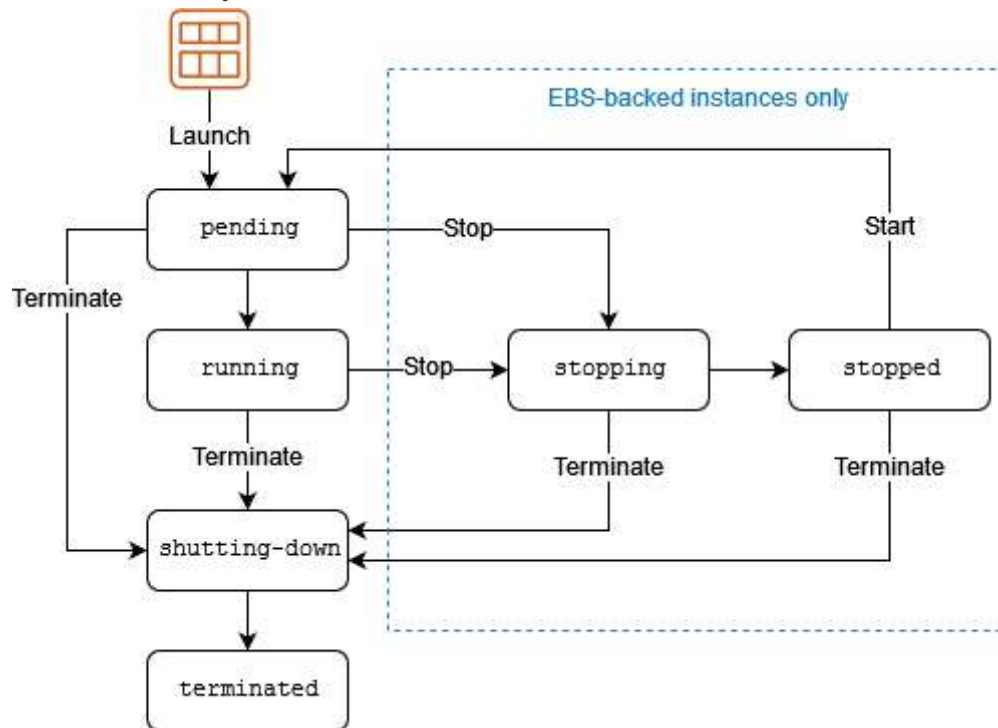 EBS-backed instances only
Launch
pending
Stop
Start
Terminate
running
Stop
stopping
stopped
Terminate
Terminate
Terminate
shutting-down
terminated